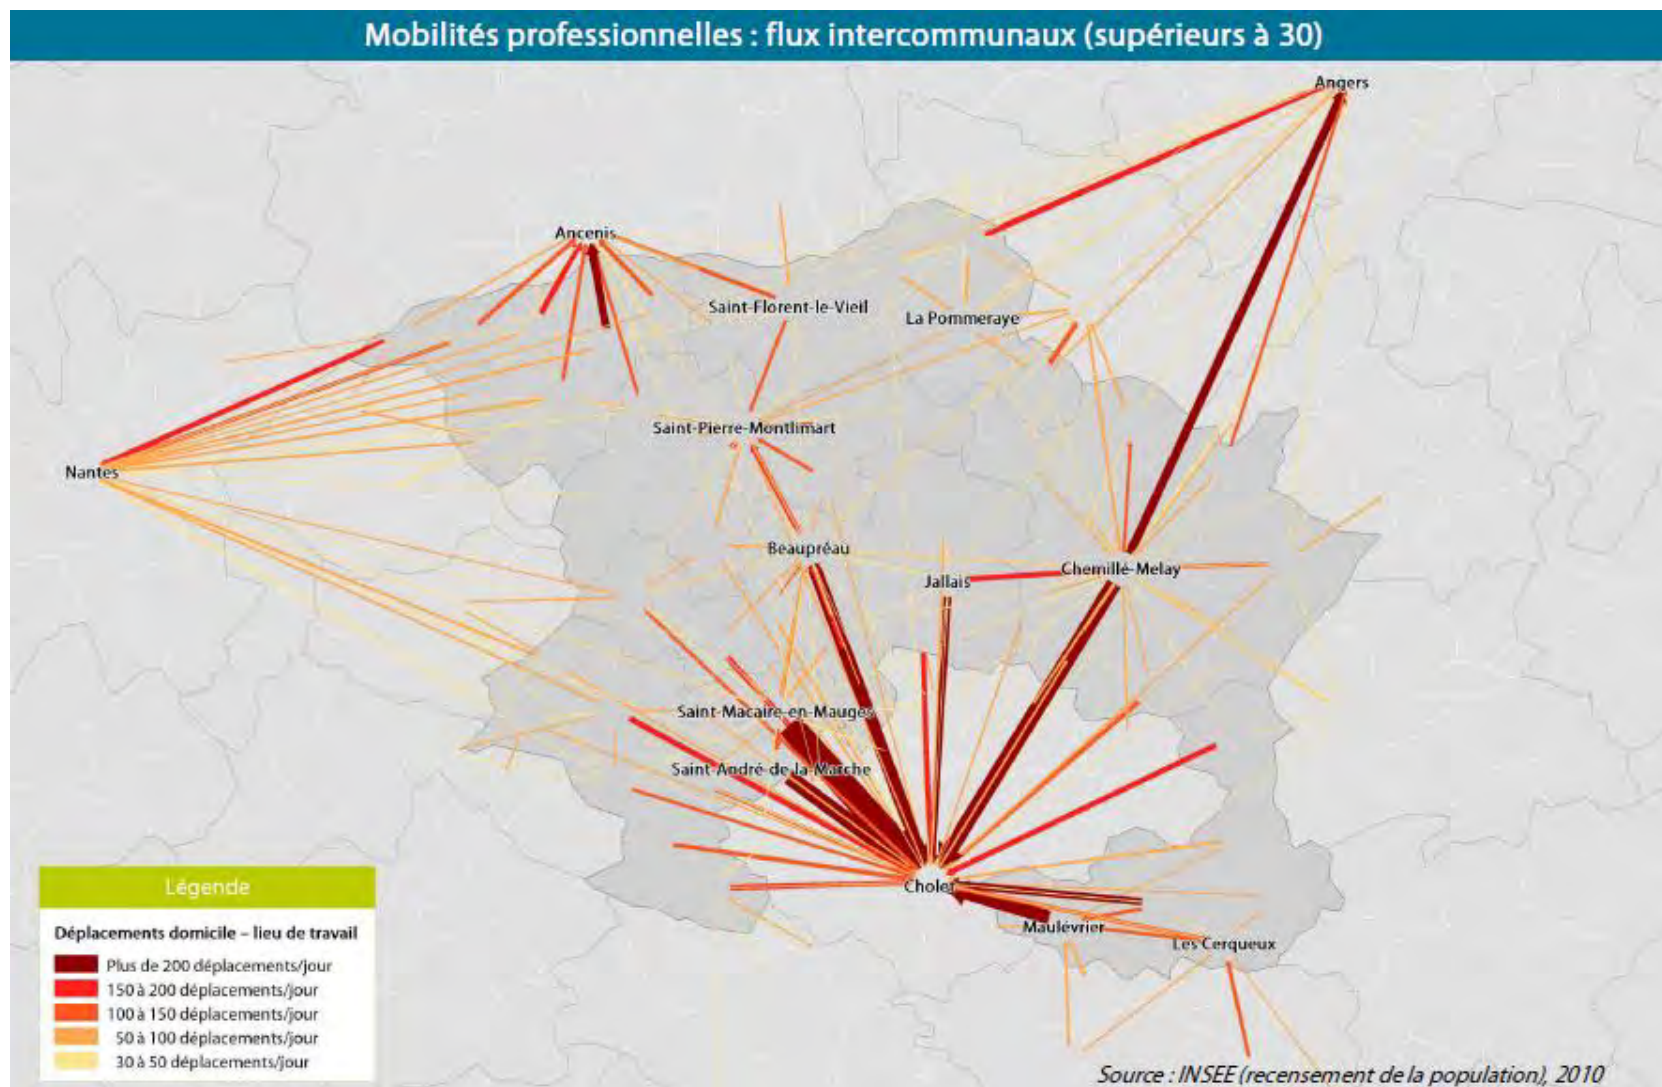 Mobilités professionnelles : flux intercommunaux (supérieurs à 30)
Angers
Ancenis
Saint-Florent-le-Vieil
La Pommeraye
Saint-Pierre-Montlimart
Nantes
Beaupréau
Chemillé-Melay
Jallais
Saint-Macaire-en-Mauges
Saint-André-de-la-Marche
Cholet
Maulévrier
Les Cerqueux
Légende
Déplacements domicile – lieu de travail
Plus de 200 déplacements/jour
150 à 200 déplacements/jour
100 à 150 déplacements/jour
50 à 100 déplacements/jour
30 à 50 déplacements/jour
Source : INSEE (recensement de la population), 2010